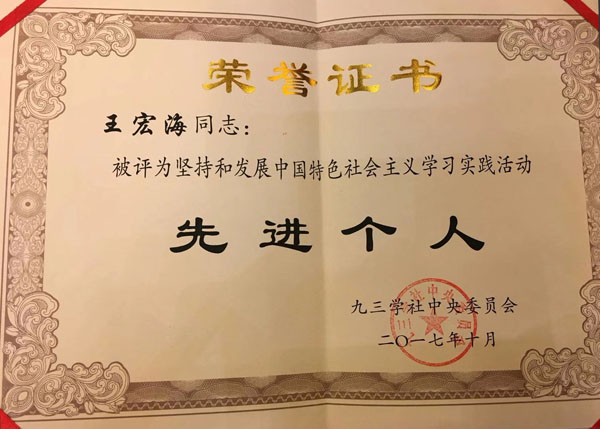 荣誉证书
王宏海同志：
被评为坚持和发展中国特色社会主义学习实践活动
先进个人
九三学社中央委员会
二〇一七年十月